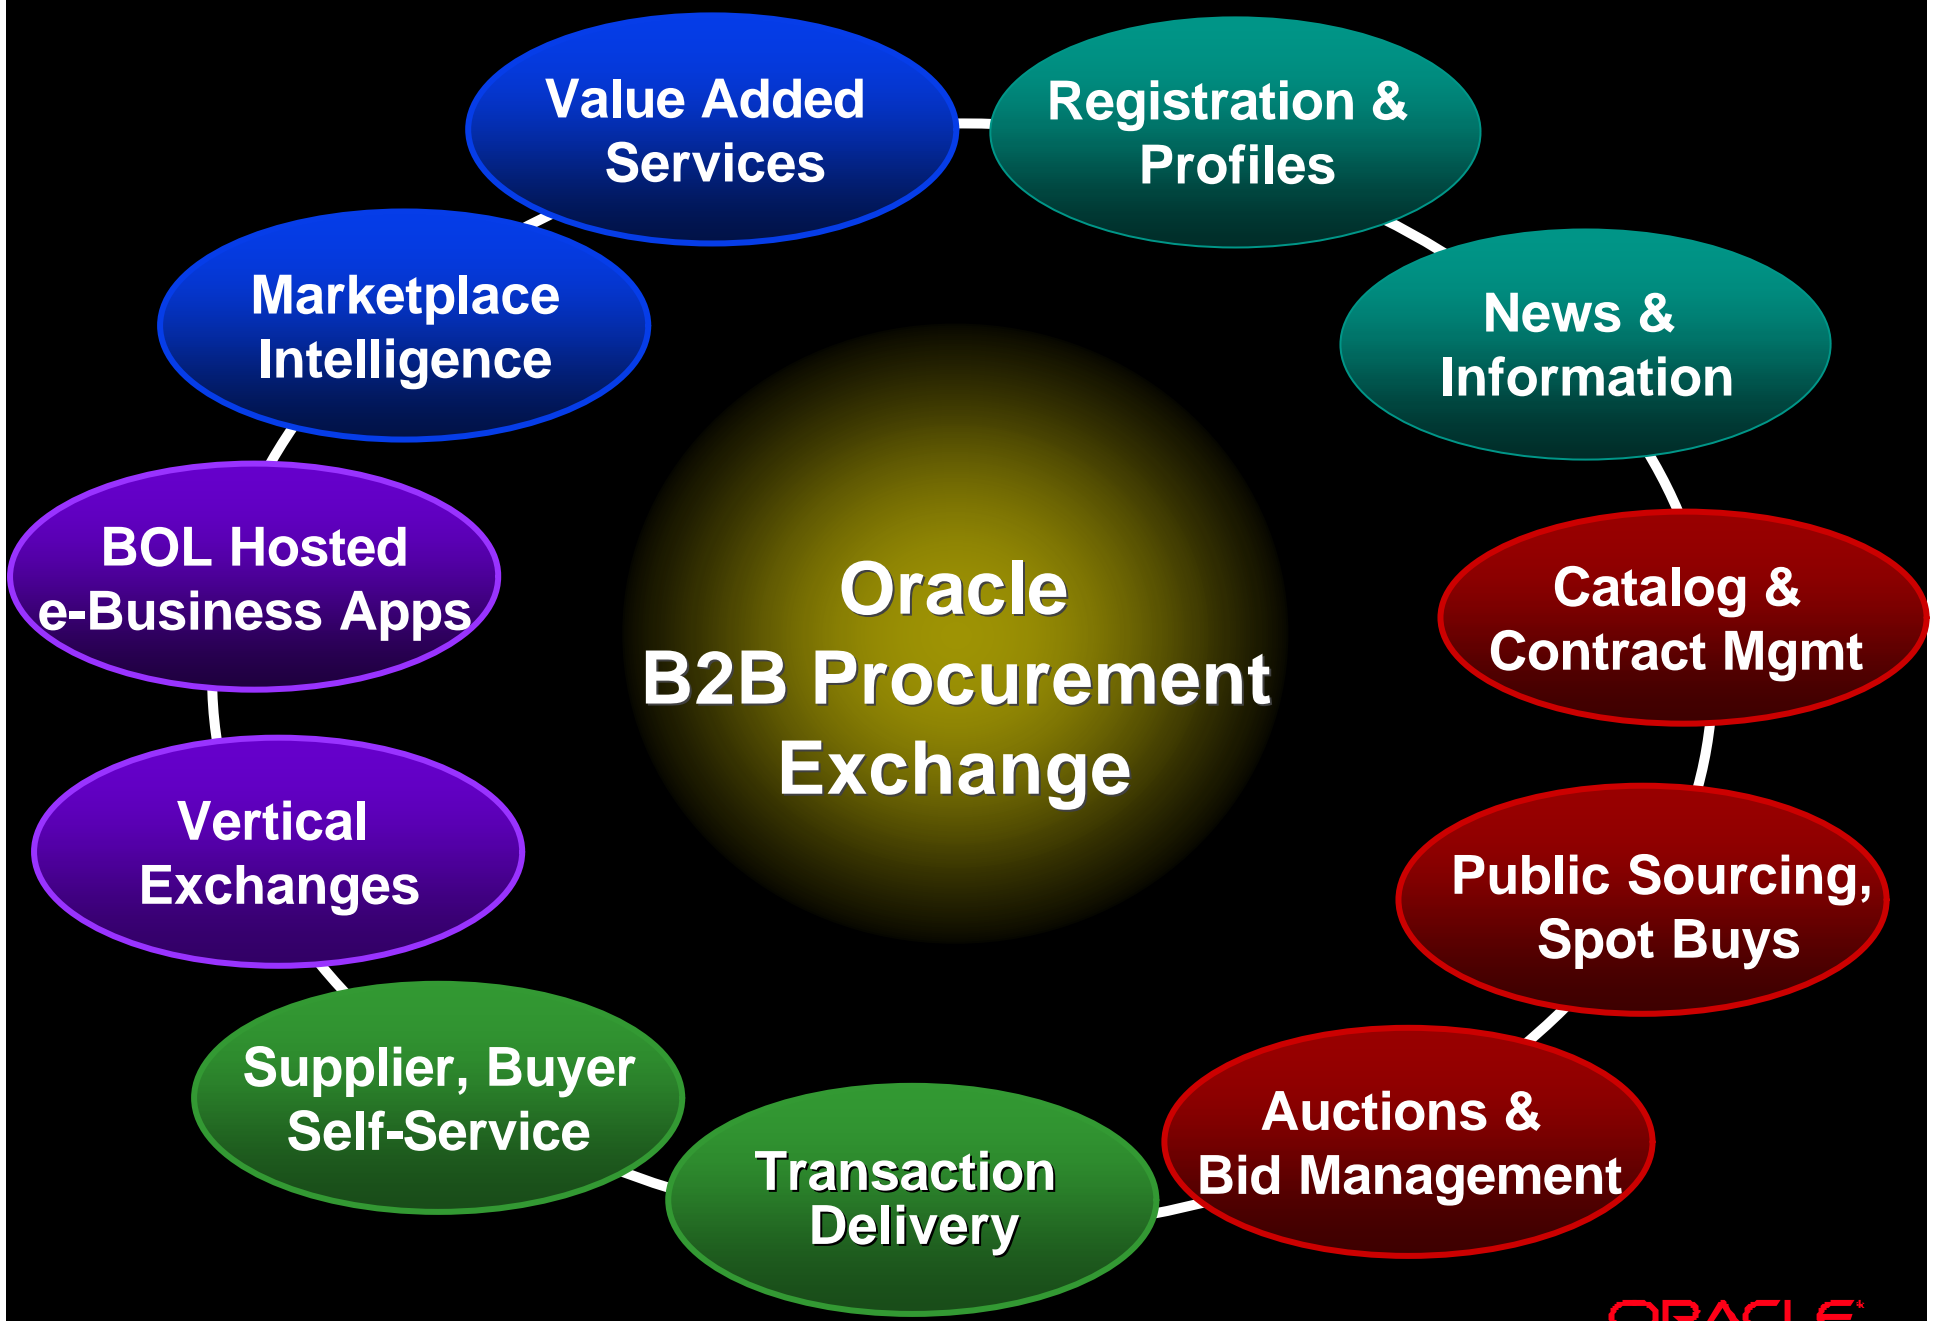 Value Added
Services
Registration &
Profiles
Marketplace
Intelligence
News &
Information
BOL Hosted
e-Business Apps
Oracle
B2B Procurement
Exchange
Catalog &
Contract Mgmt
Vertical
Exchanges
Public Sourcing,
Spot Buys
Supplier, Buyer
Self-Service
Transaction
Delivery
Auctions &
Bid Management
ORACLE